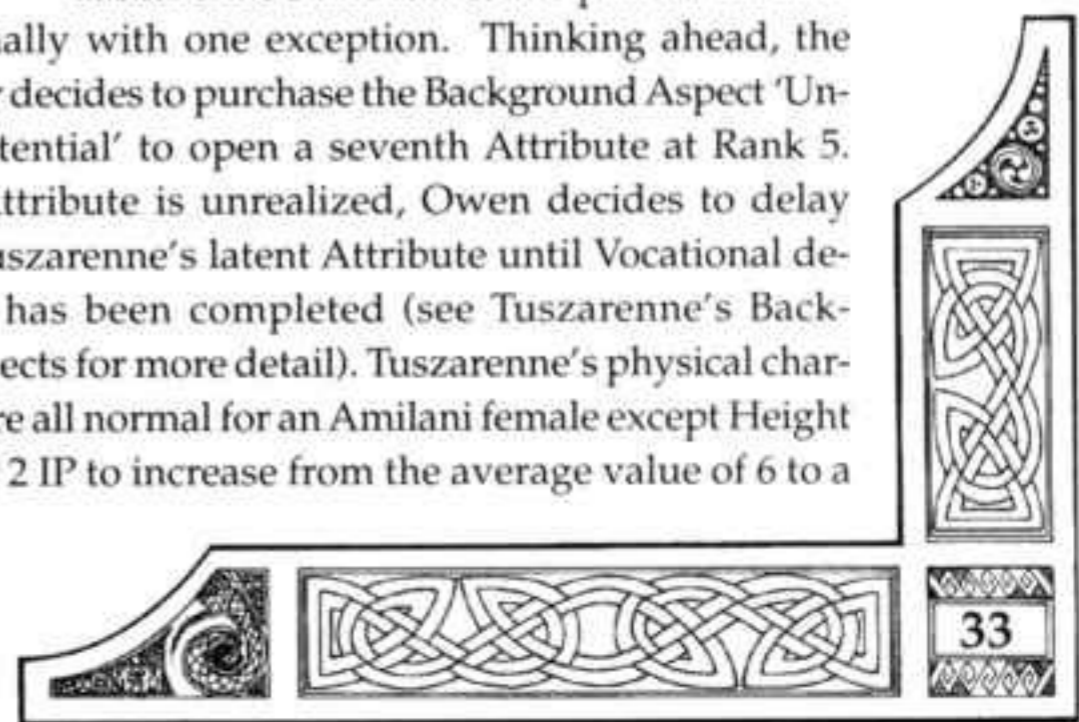 ally with one exception. Thinking ahead, the
decides to purchase the Background Aspect 'Un-
tential' to open a seventh Attribute at Rank 5.
ttribute is unrealized, Owen decides to delay
uszarenne's latent Attribute until Vocational de-
has been completed (see Tuszarenne's Back-
ects for more detail). Tuszarenne's physical char-
re all normal for an Amilani female except Height
2 IP to increase from the average value of 6 to a
33